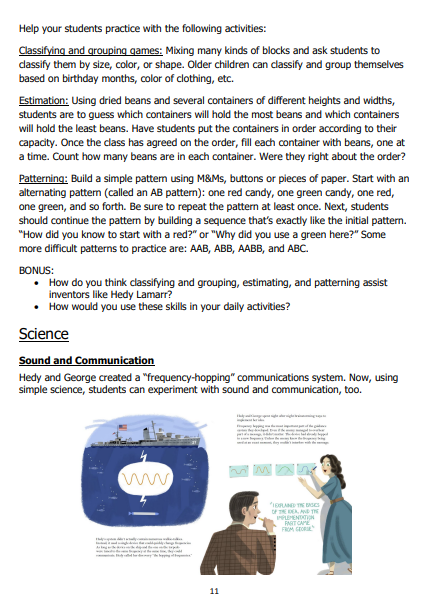 Help your students practice with the following activities:
Classifying and grouping games: Mixing many kinds of blocks and ask students to
classify them by size, color, or shape. Older children can classify and group themselves
based on birthday months, color of clothing, etc.
Estimation: Using dried beans and several containers of different heights and widths,
students are to guess which containers will hold the most beans and which containers
will hold the least beans. Have students put the containers in order according to their
capacity. Once the class has agreed on the order, fill each container with beans, one at
a time. Count how many beans are in each container. Were they right about the order?
Patterning: Build a simple pattern using M&Ms, buttons or pieces of paper. Start with an
alternating pattern (called an AB pattern): one red candy, one green candy, one red,
one green, and so forth. Be sure to repeat the pattern at least once. Next, students
should continue the pattern by building a sequence that's exactly like the initial pattern.
“How did you know to start with a red?” or “Why did you use a green here?” Some
more difficult patterns to practice are: AAB, ABB, AABB, and ABC.
BONUS:
• How do you think classifying and grouping, estimating, and patterning assist
inventors like Hedy Lamarr?
• How would you use these skills in your daily activities?
Science
Sound and Communication
Hedy and George created a “frequency-hopping” communications system. Now, using
simple science, students can experiment with sound and communication, too.
Hedy and George spent night after night brainstorming ways to
implement the idea.
"I EXPLAINED THE BASICS
OF THE IDEA, AND THE
IMPLEMENTATION
PART CAME
FROM GEORGE."
11